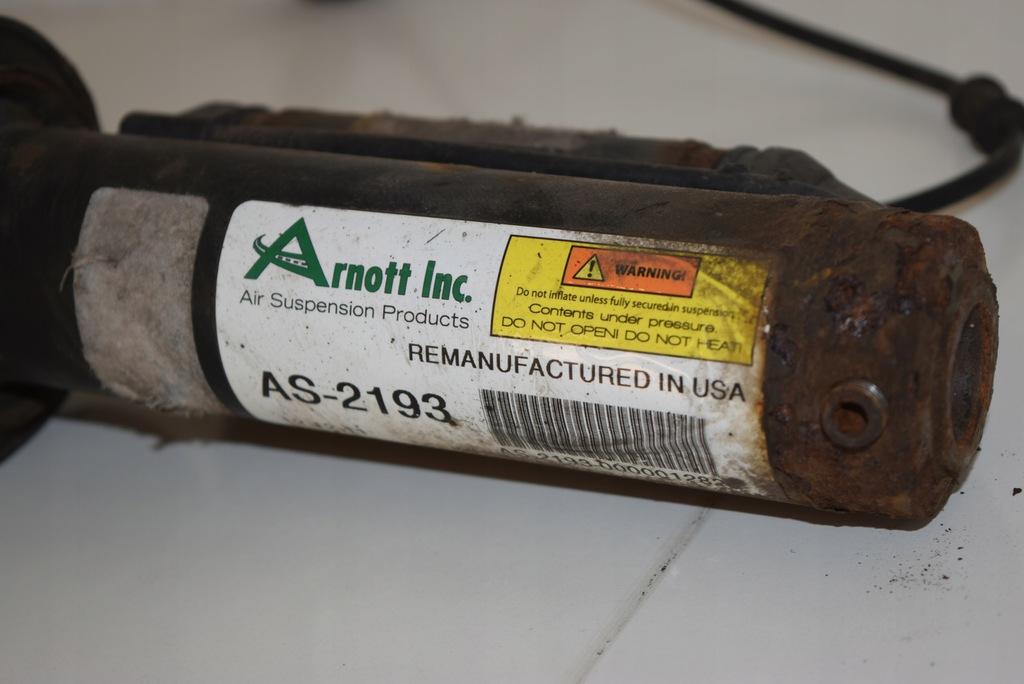 Arnott Inc.
Air Suspension Products
WARNING!
Do not inflate unless fully secured in suspension
Contents under pressure.
DO NOT OPEN! DO NOT HEAT!
REMANUFACTURED IN USA
AS-2193